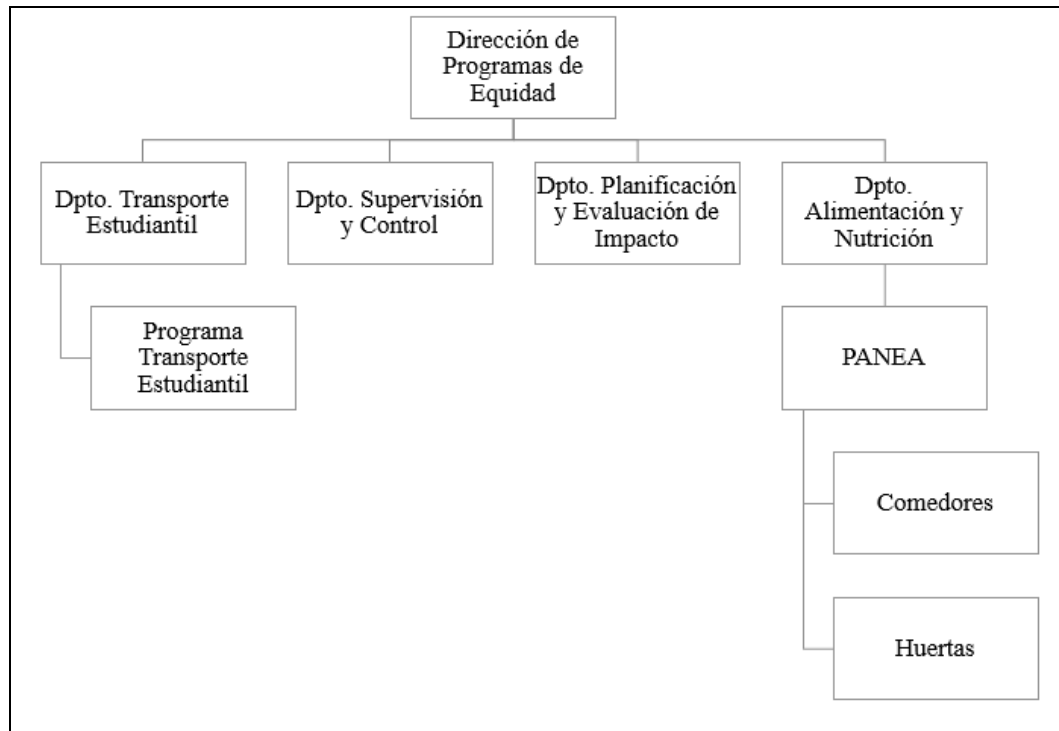 Dirección de
Programas de
Equidad
Dpto. Transporte
Estudiantil
Dpto. Supervisión
y Control
Dpto. Planificación
y Evaluación de
Impacto
Dpto.
Alimentación y
Nutrición
Programa
Transporte
Estudiantil
PANEA
Comedores
Huertas